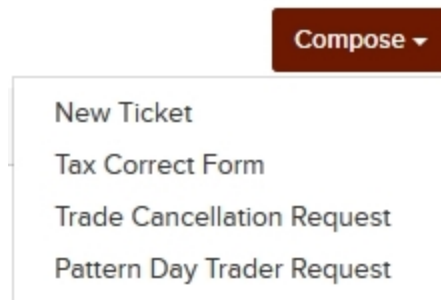 Compose
New Ticket
Tax Correct Form
Trade Cancellation Request
Pattern Day Trader Request